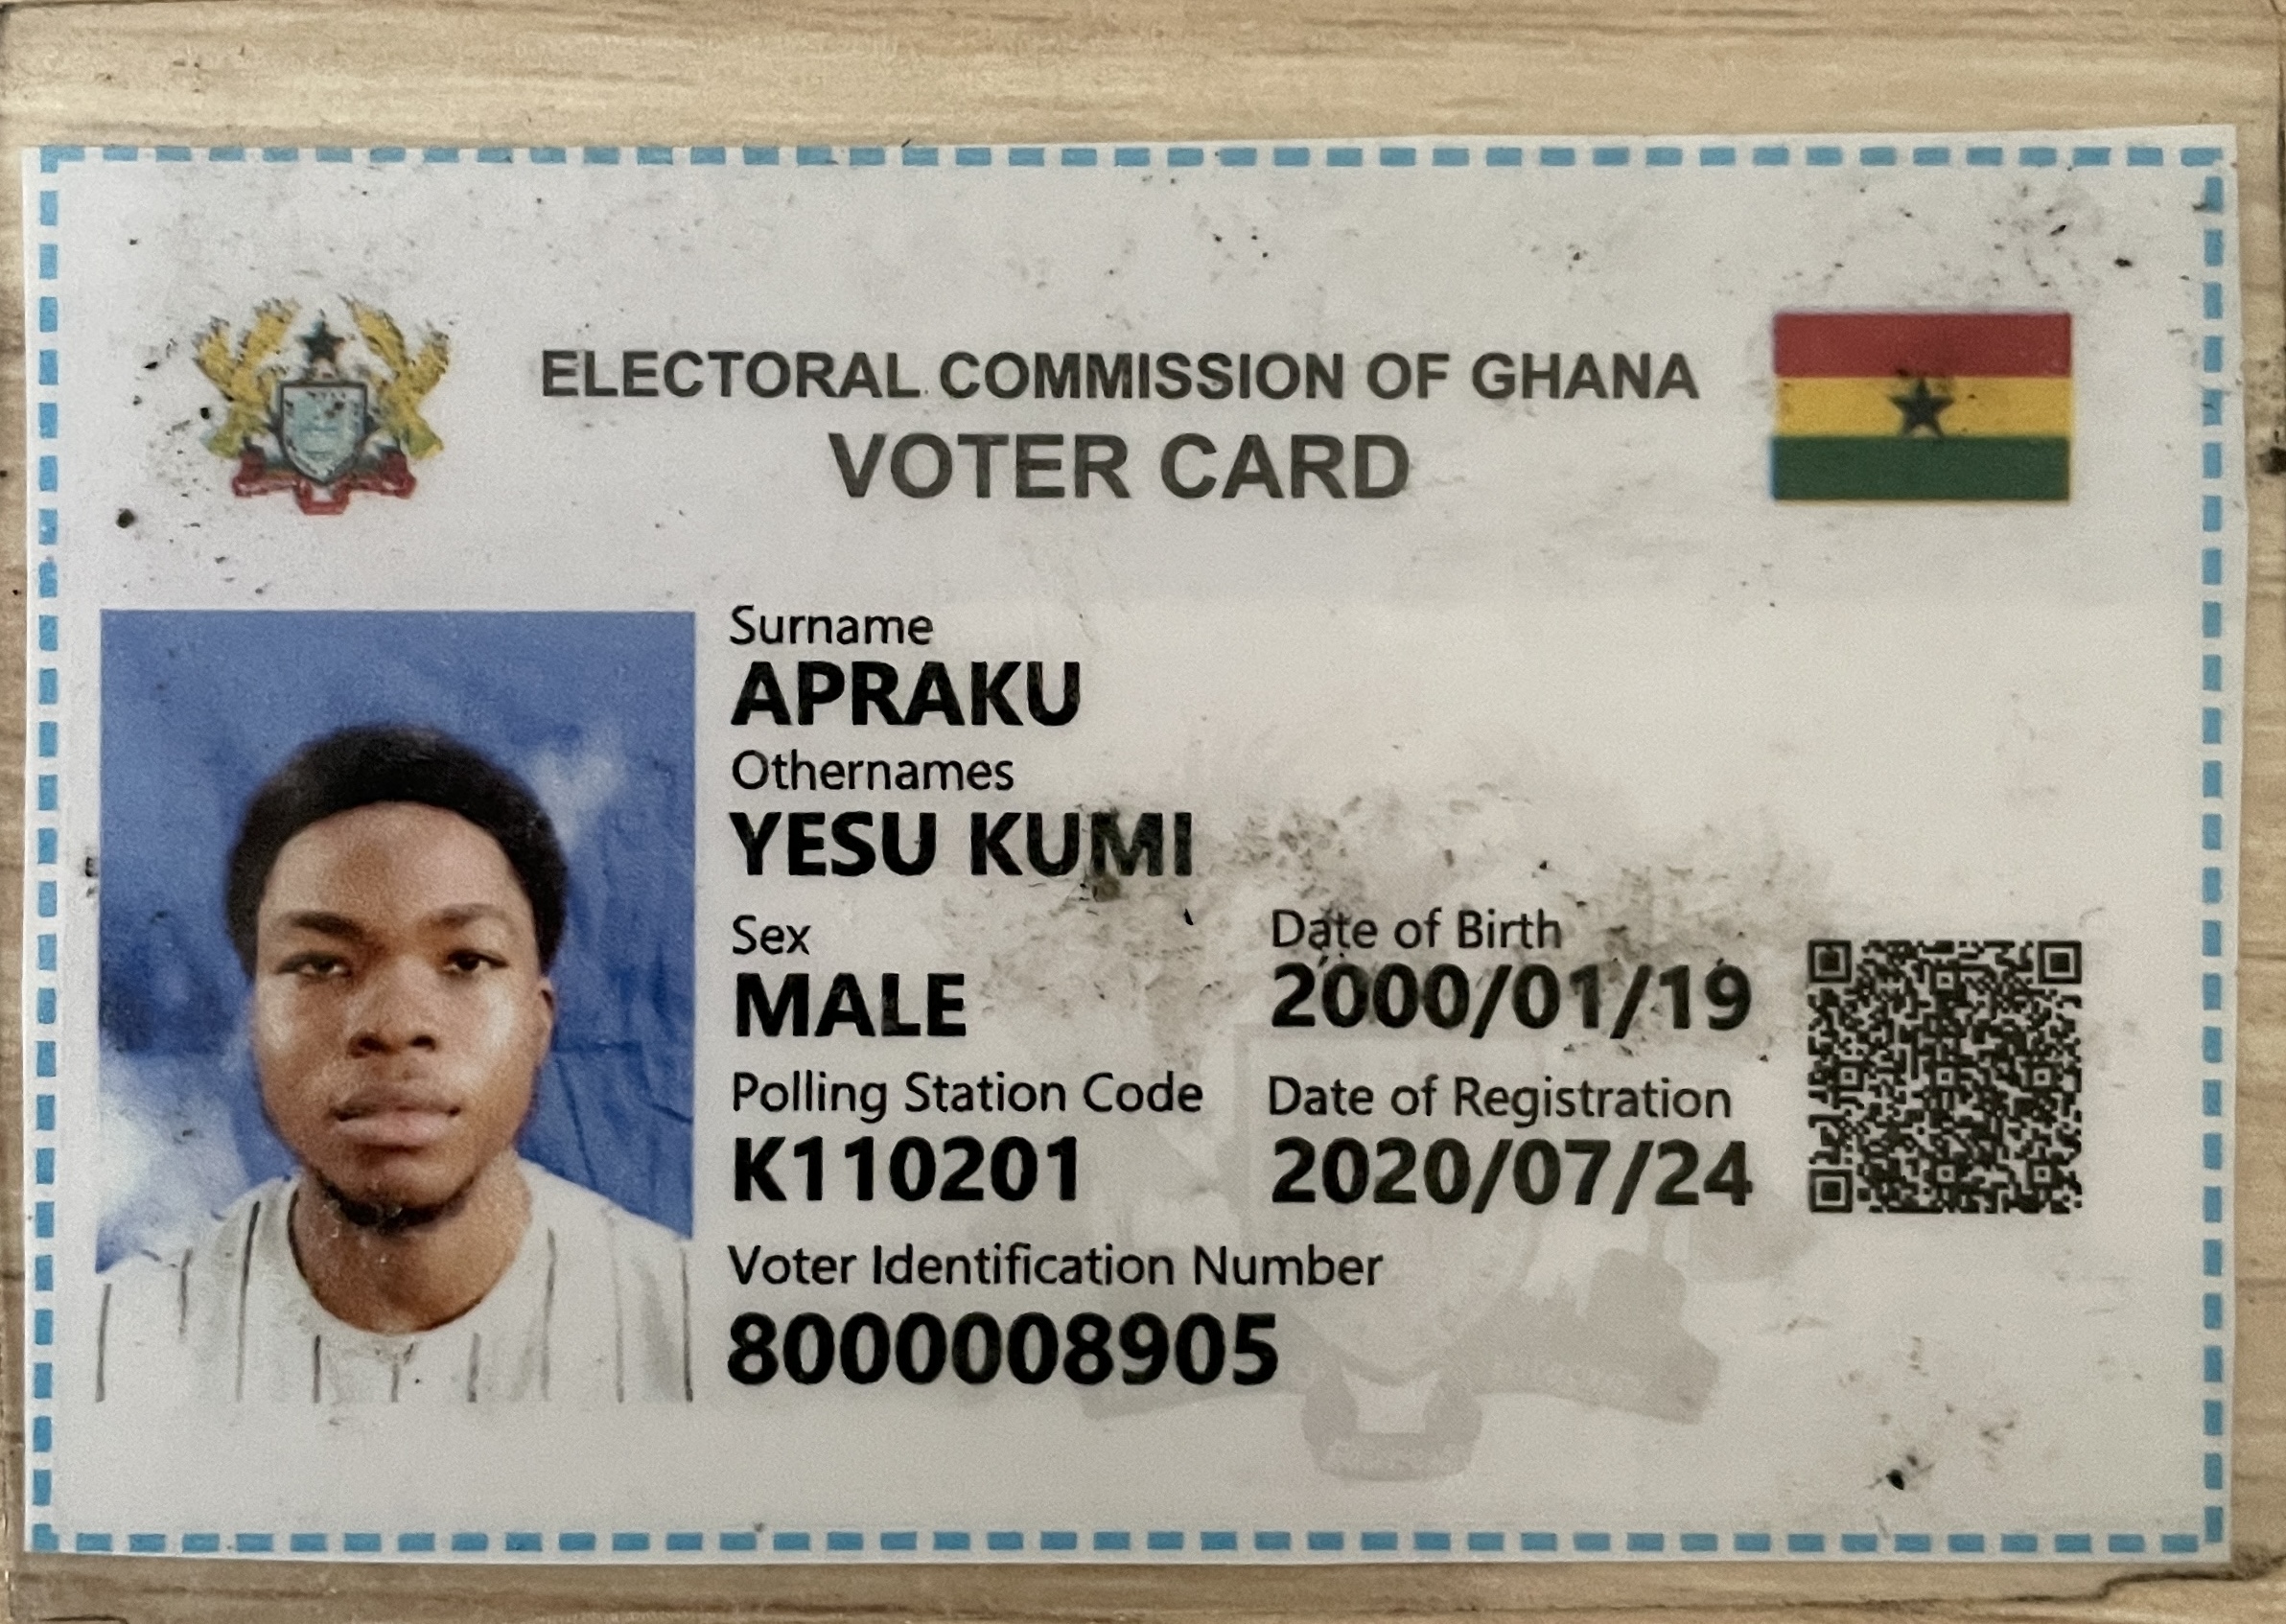 ELECTORAL COMMISSION OF GHANA
VOTER CARD
Surname
APRAKU
Othernames
YESU KUMI
Sex
MALE
Date of Birth
2000/01/19
Polling Station Code
K110201
Date of Registration
2020/07/24
Voter Identification Number
8000008905